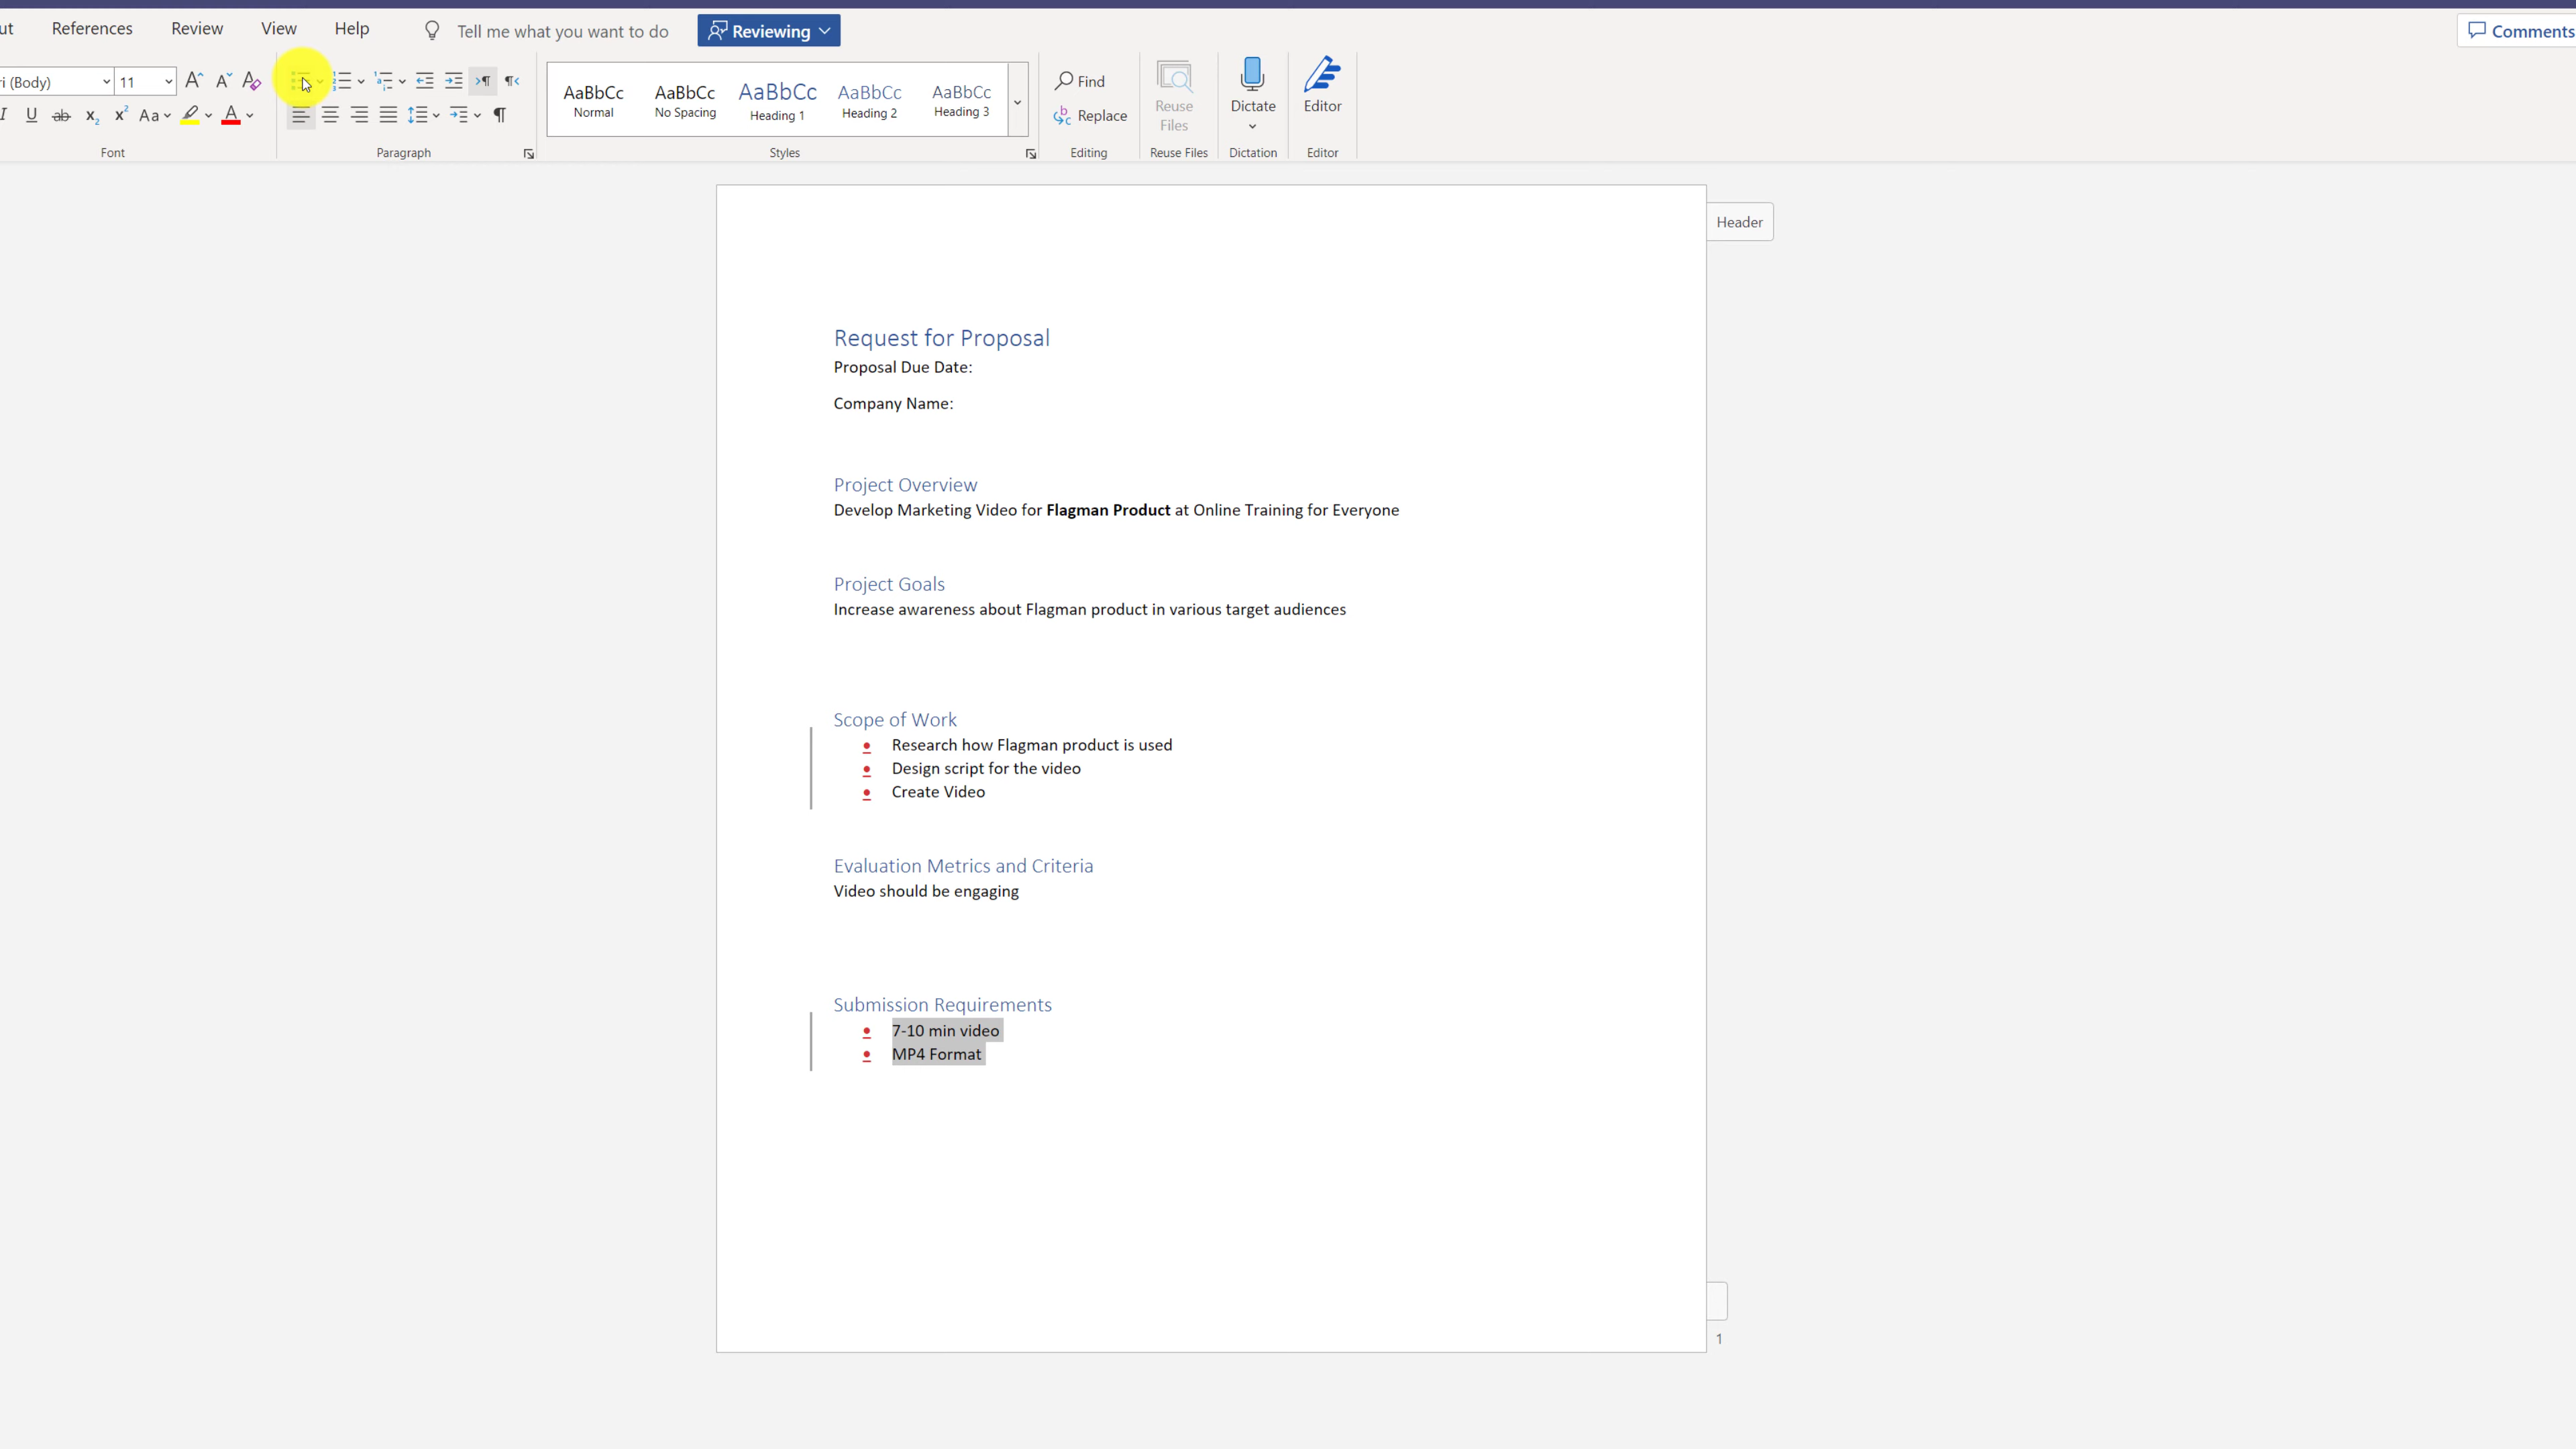 ut References Review View Help Tell me what you want to do Reviewing Comments
ri (Body) 11
Find
Replace
Reuse Files
Dictate
Editor
AaBbCc Normal
AaBbCc No Spacing
AaBbCc Heading 1
AaBbCc Heading 2
AaBbCc Heading 3
Font Paragraph Styles Editing Reuse Files Dictation Editor
Header
Request for Proposal
Proposal Due Date:
Company Name:
Project Overview
Develop Marketing Video for Flagman Product at Online Training for Everyone
Project Goals
Increase awareness about Flagman product in various target audiences
Scope of Work
• Research how Flagman product is used
• Design script for the video
• Create Video
Evaluation Metrics and Criteria
Video should be engaging
Submission Requirements
• 7-10 min video
• MP4 Format
1